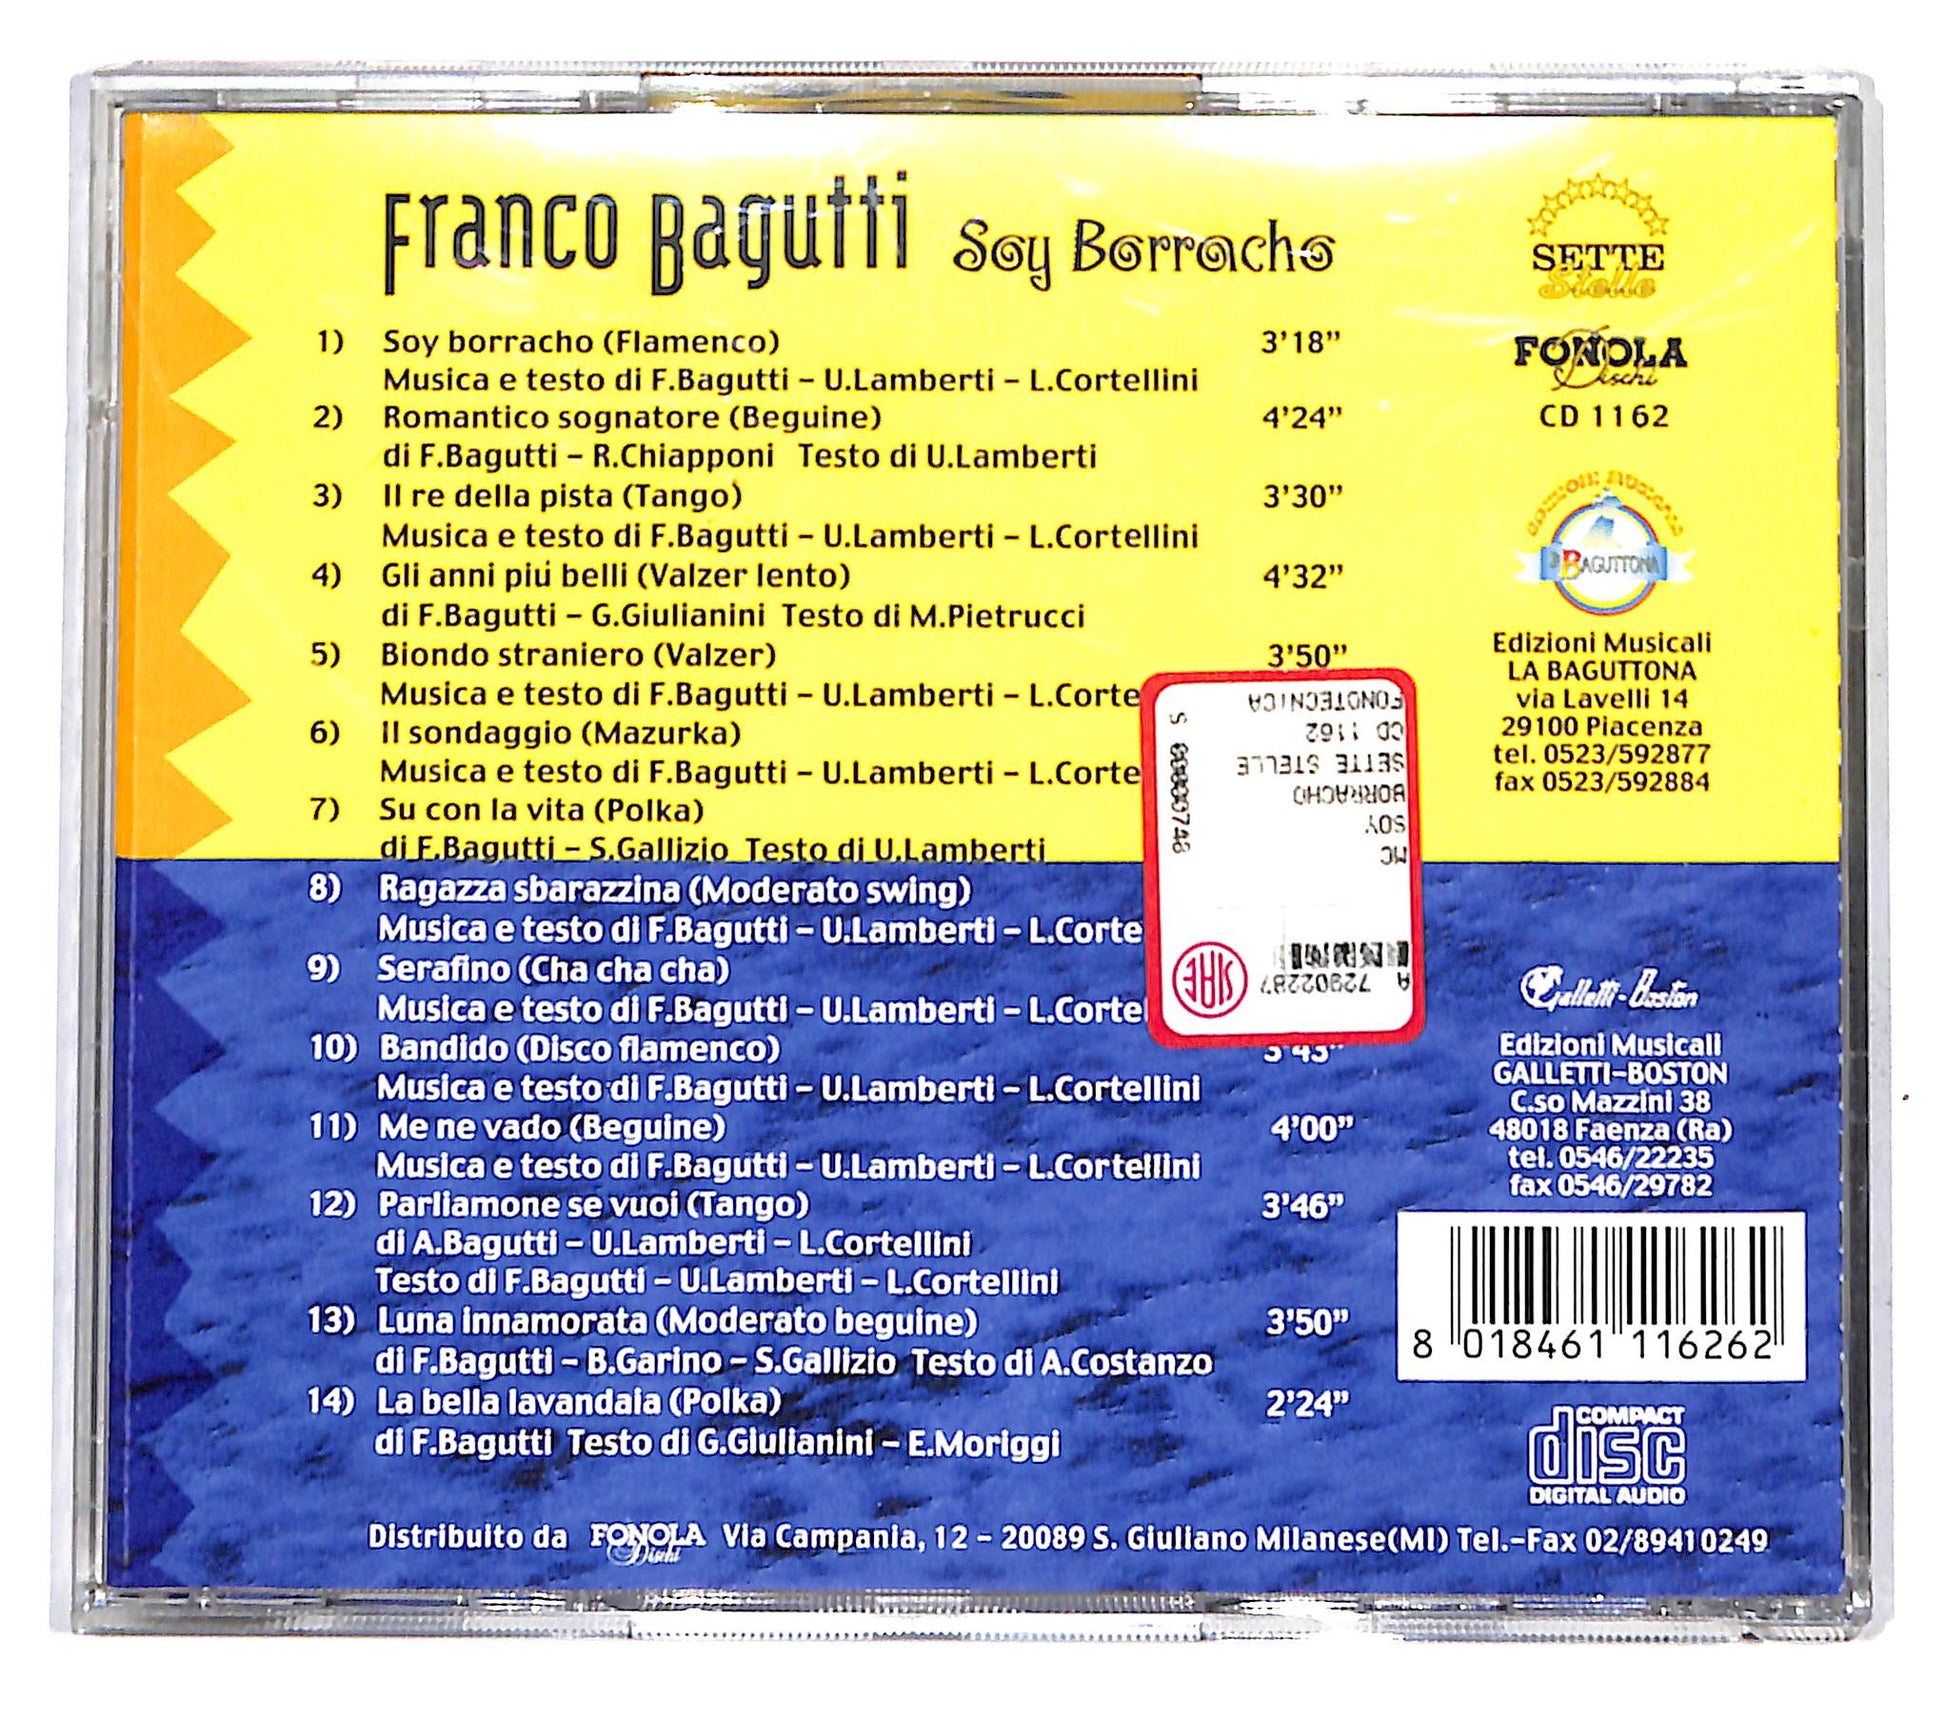 Franco Bagutti Soy Borracho
1) Soy borracho (Flamenco) 3'18”
Musica e testo di F.Bagutti – U.Lamberti – L.Cortellini
2) Romantico sognatore (Beguine) 4'24”
di F.Bagutti – R.Chiapponi Testo di U.Lamberti
3) Il re della pista (Tango) 3'30”
Musica e testo di F.Bagutti – U.Lamberti – L.Cortellini
4) Gli anni piú belli (Valzer lento) 4'32”
di F.Bagutti – G.Giulianini Testo di M.Pietrucci
5) Biondo straniero (Valzer) 3'50”
Musica e testo di F.Bagutti – U.Lamberti – L.Corte
6) Il sondaggio (Mazurka)
Musica e testo di F.Bagutti – U.Lamberti – L.Corte
7) Su con la vita (Polka)
di F.Bagutti – S.Gallizio Testo di U.Lamberti
8) Ragazza sbarazzina (Moderato swing)
Musica e testo di F.Bagutti – U.Lamberti – L.Corte
9) Serafino (Cha cha cha)
Musica e testo di F.Bagutti – U.Lamberti – L.Corte
10) Bandido (Disco flamenco)
Musica e testo di F.Bagutti – U.Lamberti – L.Cortellini
11) Me ne vado (Beguine) 4'00”
Musica e testo di F.Bagutti – U.Lamberti – L.Cortellini
12) Parliamone se vuoi (Tango) 3'46”
di A.Bagutti – U.Lamberti – L.Cortellini
Testo di F.Bagutti – U.Lamberti – L.Cortellini
13) Luna innamorata (Moderato beguine) 3'50”
di F.Bagutti – B.Garino – S.Gallizio Testo di A.Costanzo
14) La bella lavandaia (Polka) 2'24”
di F.Bagutti Testo di G.Giulianini – E.Moriggi
SETTE
Stelle
FONOLA
Dischi
CD 1162
Edizioni Musicali
la BAGUTTONA
Edizioni Musicali
LA BAGUTTONA
via Lavelli 14
29100 Piacenza
tel. 0523/592877
fax 0523/592884
MC
SOY
BORRACHO
SETTE STELLE
CD 1162
FONOTECNICA
A 72902287
SIAE
Galletti-Boston
Edizioni Musicali
GALLETTI-BOSTON
C.so Mazzini 38
48018 Faenza (Ra)
tel. 0546/22235
fax 0546/29782
8 018461 116262
COMPACT
disc
DIGITAL AUDIO
Distribuito da FONOLA Dischi Via Campania, 12 – 20089 S. Giuliano Milanese(MI) Tel.-Fax 02/89410249